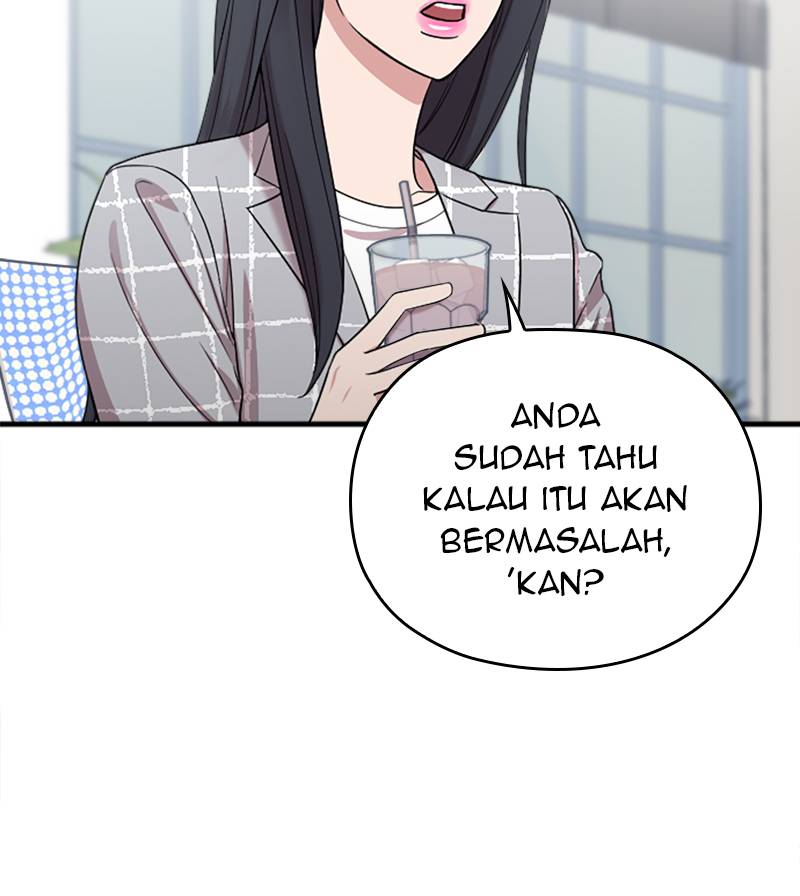 ANDA
SUDAH TAHU
KALAU ITU AKAN
BERMASALAH,
'KAN?